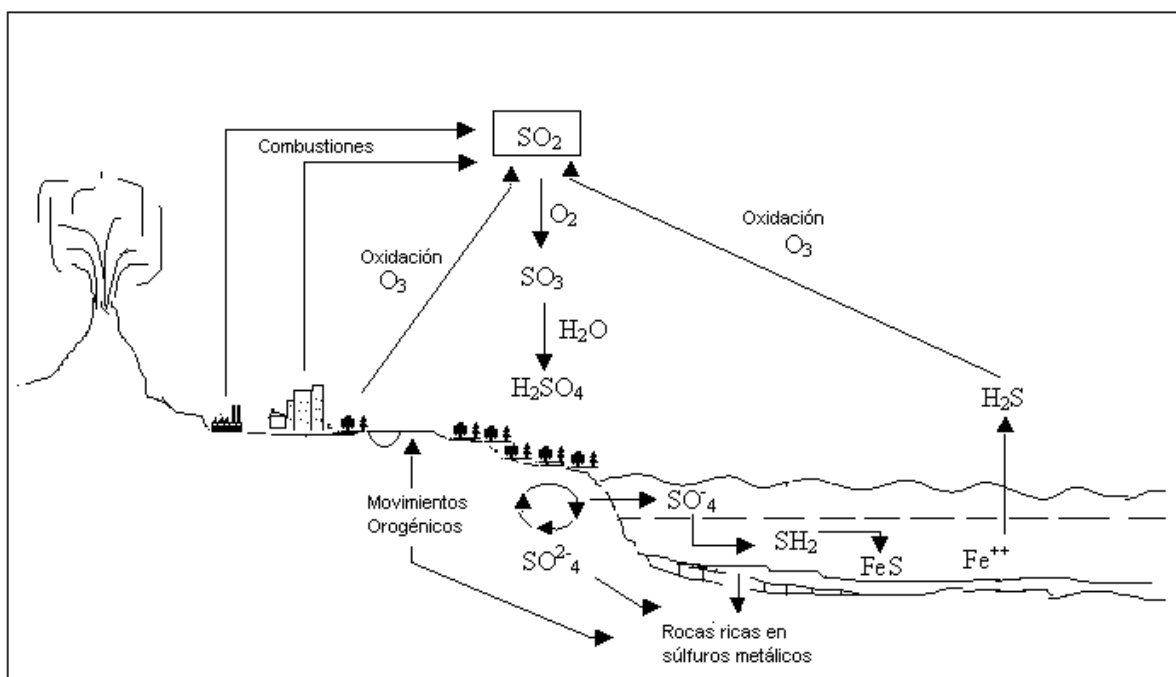 SO₂
Combustiones
O₂
Oxidación
O₃
Oxidación
O₃
SO₃
H₂O
H₂SO₄
H₂S
Movimientos
Orogénicos
SO⁻₄
SO²⁻₄
SH₂
FeS
Fe⁺⁺
Rocas ricas en
súlfuros metálicos